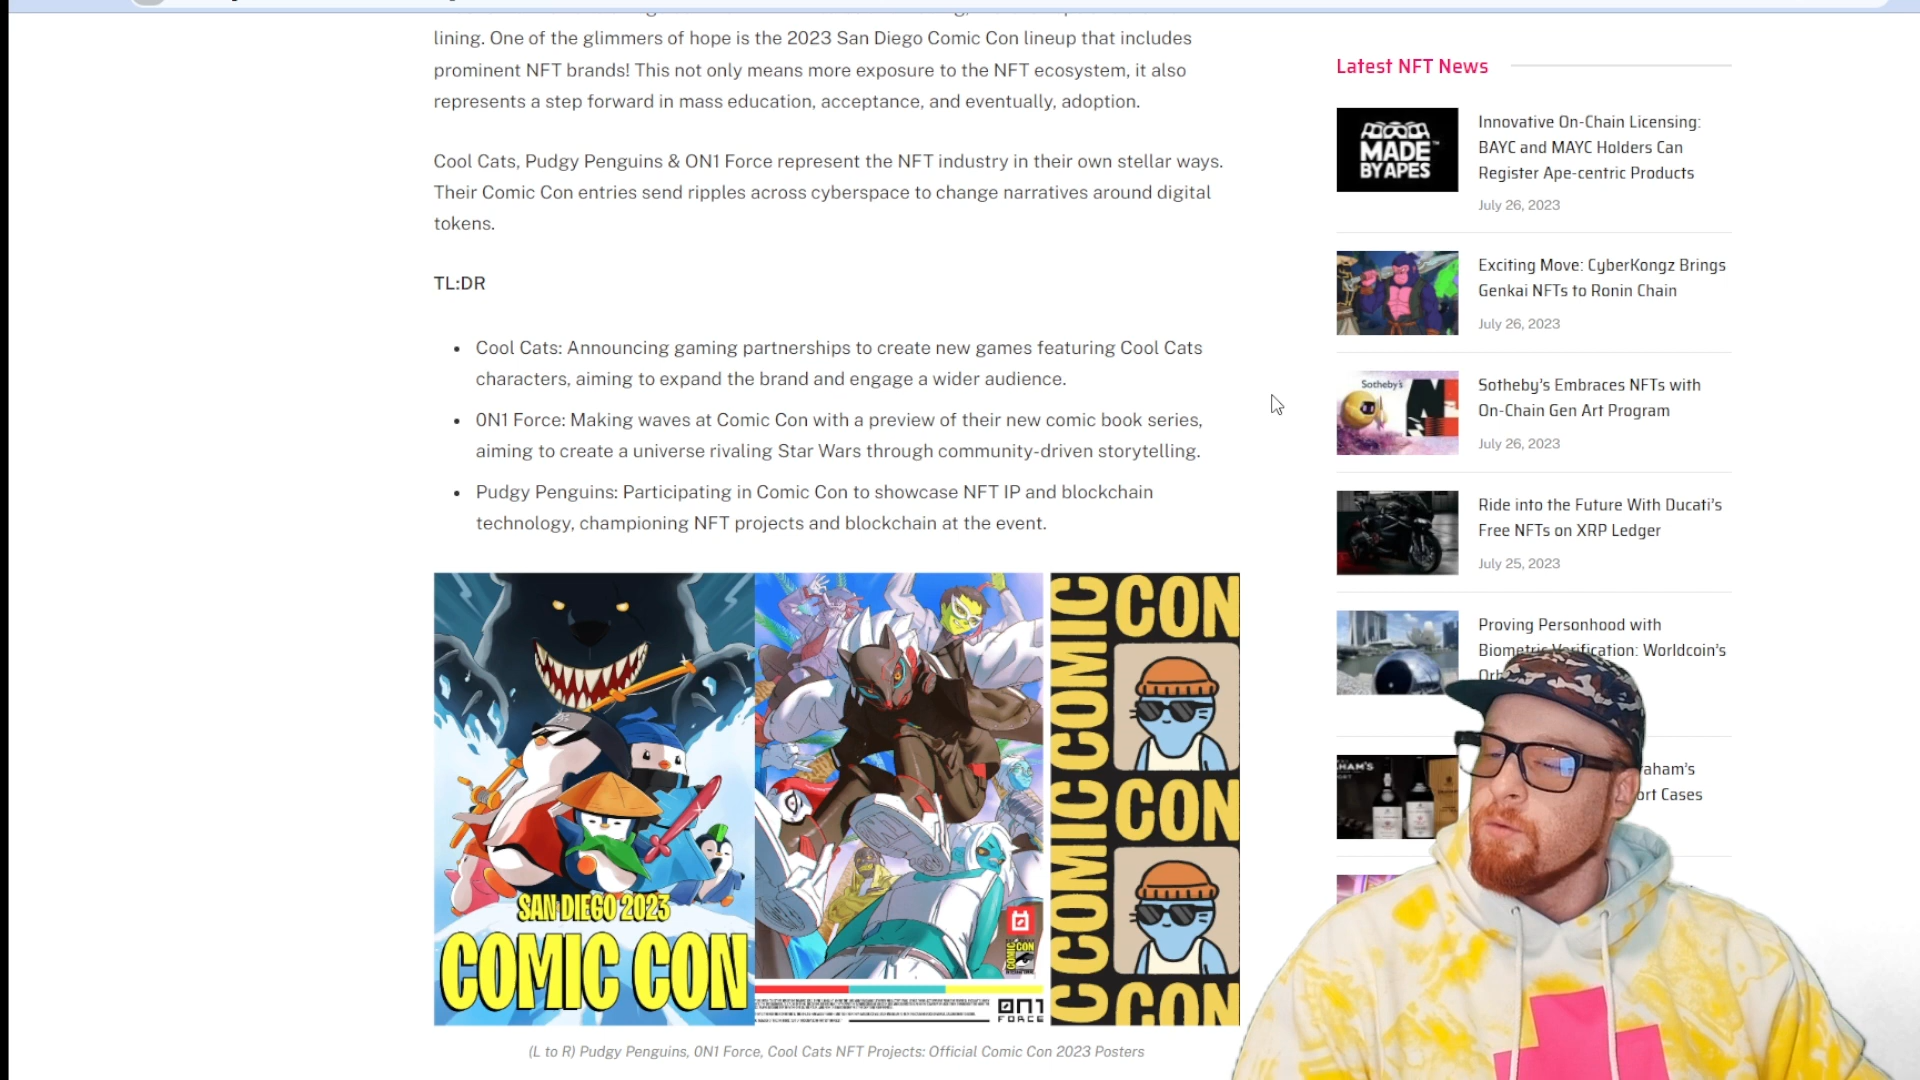 lining. One of the glimmers of hope is the 2023 San Diego Comic Con lineup that includes
prominent NFT brands! This not only means more exposure to the NFT ecosystem, it also
represents a step forward in mass education, acceptance, and eventually, adoption.
Cool Cats, Pudgy Penguins & ON1 Force represent the NFT industry in their own stellar ways.
Their Comic Con entries send ripples across cyberspace to change narratives around digital
tokens.
TL:DR
• Cool Cats: Announcing gaming partnerships to create new games featuring Cool Cats
characters, aiming to expand the brand and engage a wider audience.
• 0N1 Force: Making waves at Comic Con with a preview of their new comic book series,
aiming to create a universe rivaling Star Wars through community-driven storytelling.
• Pudgy Penguins: Participating in Comic Con to showcase NFT IP and blockchain
technology, championing NFT projects and blockchain at the event.
SAN DIEGO 2023
COMIC CON
COMIC
CON
0N1
FORCE
COMIC COMIC
CON
CON
CON
(L to R) Pudgy Penguins, 0N1 Force, Cool Cats NFT Projects: Official Comic Con 2023 Posters
Latest NFT News
MADE
BY APES
Innovative On-Chain Licensing:
BAYC and MAYC Holders Can
Register Ape-centric Products
July 26, 2023
Exciting Move: CyberKongz Brings
Genkai NFTs to Ronin Chain
July 26, 2023
Sotheby's
Sotheby's Embraces NFTs with
On-Chain Gen Art Program
July 26, 2023
Ride into the Future With Ducati's
Free NFTs on XRP Ledger
July 25, 2023
Proving Personhood with
Biometric Verification: Worldcoin's